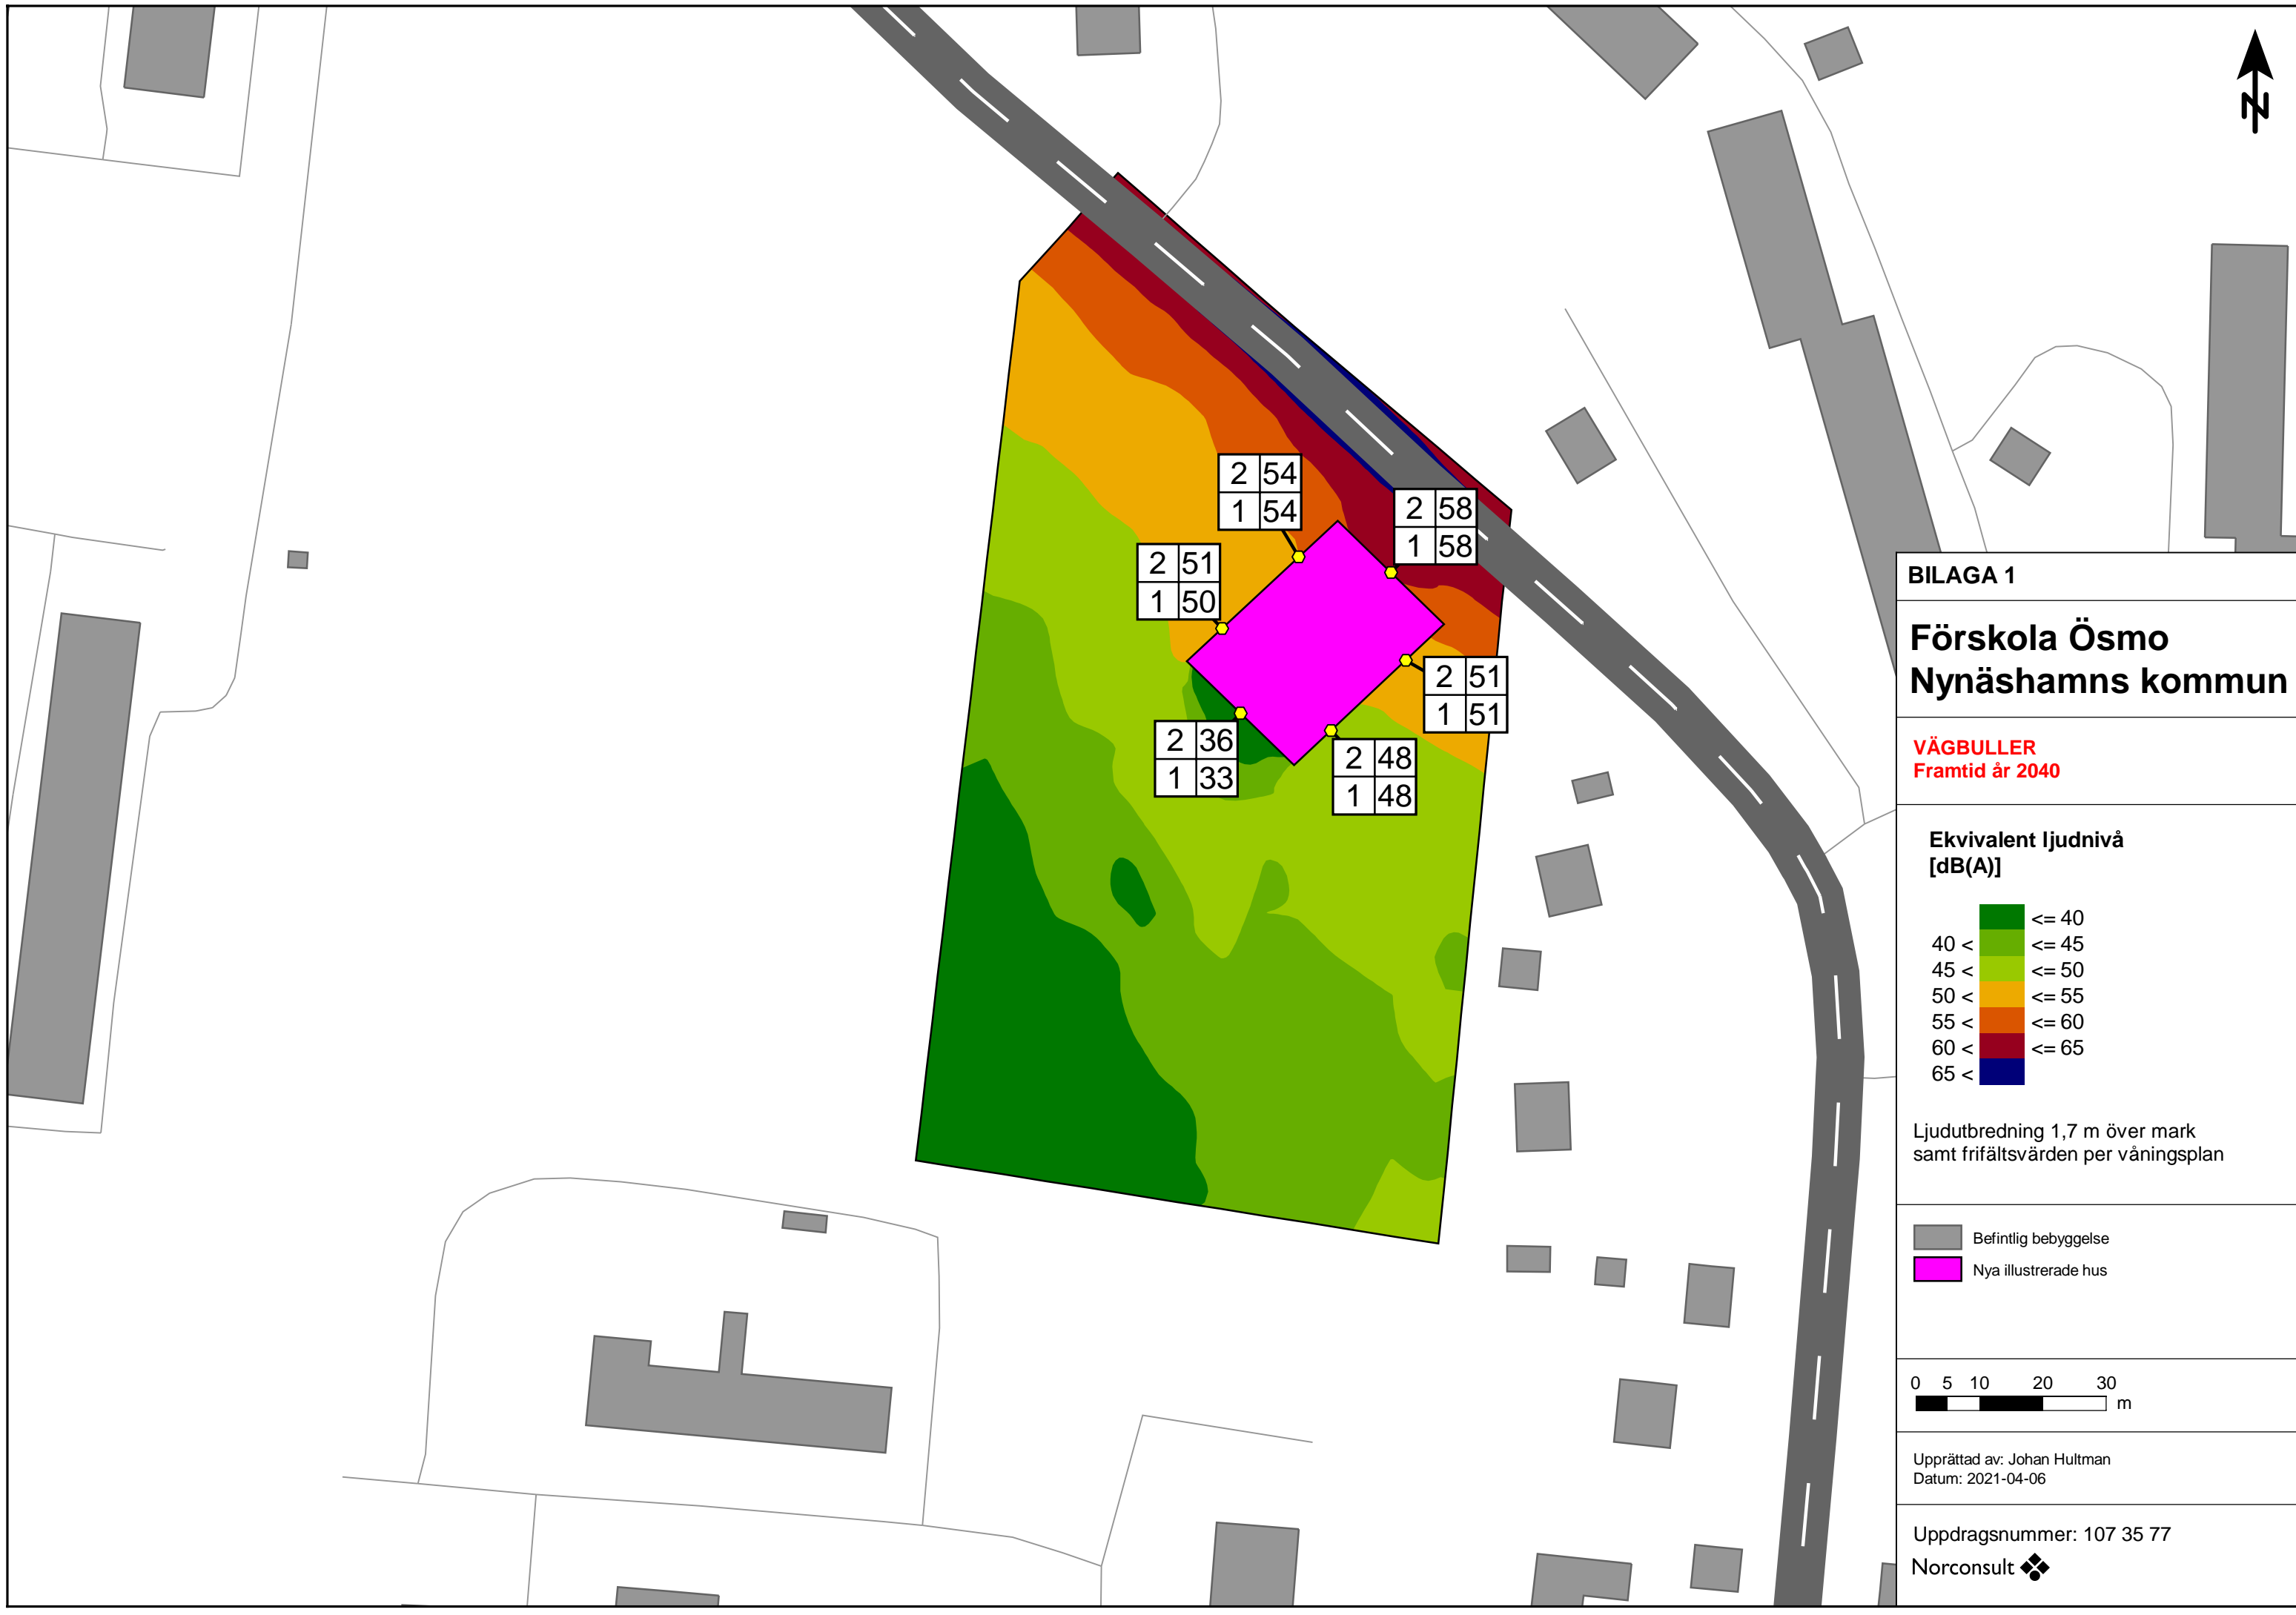 N
2 54
1 54
2 58
1 58
2 51
1 50
2 51
1 51
2 36
1 33
2 48
1 48
BILAGA 1
Förskola Ösmo
Nynäshamns kommun
VÄGBULLER
Framtid år 2040
Ekvivalent ljudnivå
[dB(A)]
<= 40
40 < <= 45
45 < <= 50
50 < <= 55
55 < <= 60
60 < <= 65
65 <
Ljudutbredning 1,7 m över mark
samt frifältsvärden per våningsplan
Befintlig bebyggelse
Nya illustrerade hus
0 5 10 20 30
m
Upprättad av: Johan Hultman
Datum: 2021-04-06
Uppdragsnummer: 107 35 77
Norconsult